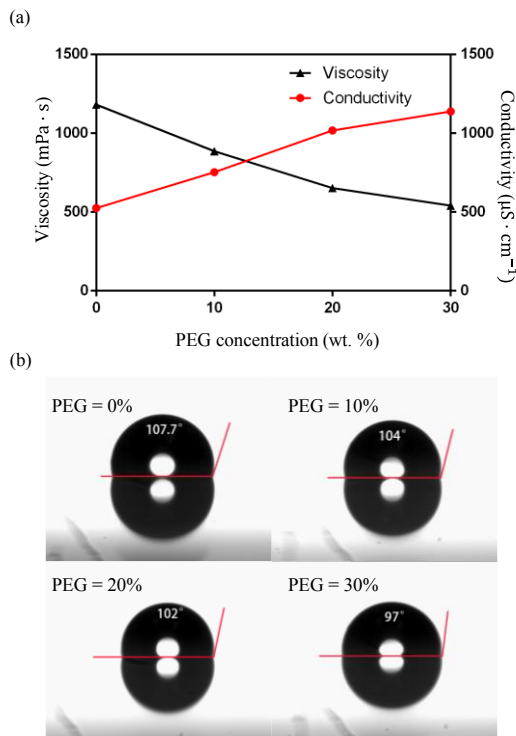 (a)
1500
1000
500
0
Viscosity (mPa · s)
Viscosity
Conductivity
1500
1000
500
0
Conductivity (μS · cm⁻¹)
0 10 20 30
PEG concentration (wt. %)
(b)
PEG = 0%
107.7°
PEG = 10%
104°
PEG = 20%
102°
PEG = 30%
97°